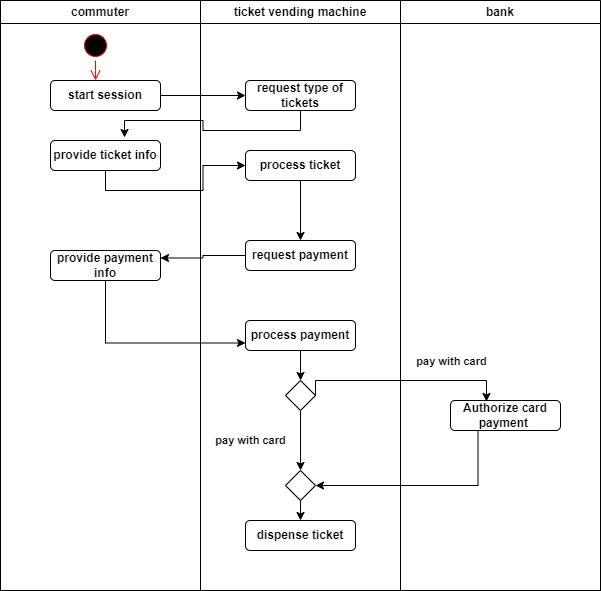 commuter
ticket vending machine
bank
start session
request type of
tickets
provide ticket info
process ticket
provide payment
info
request payment
process payment
pay with card
Authorize card
payment
pay with card
dispense ticket